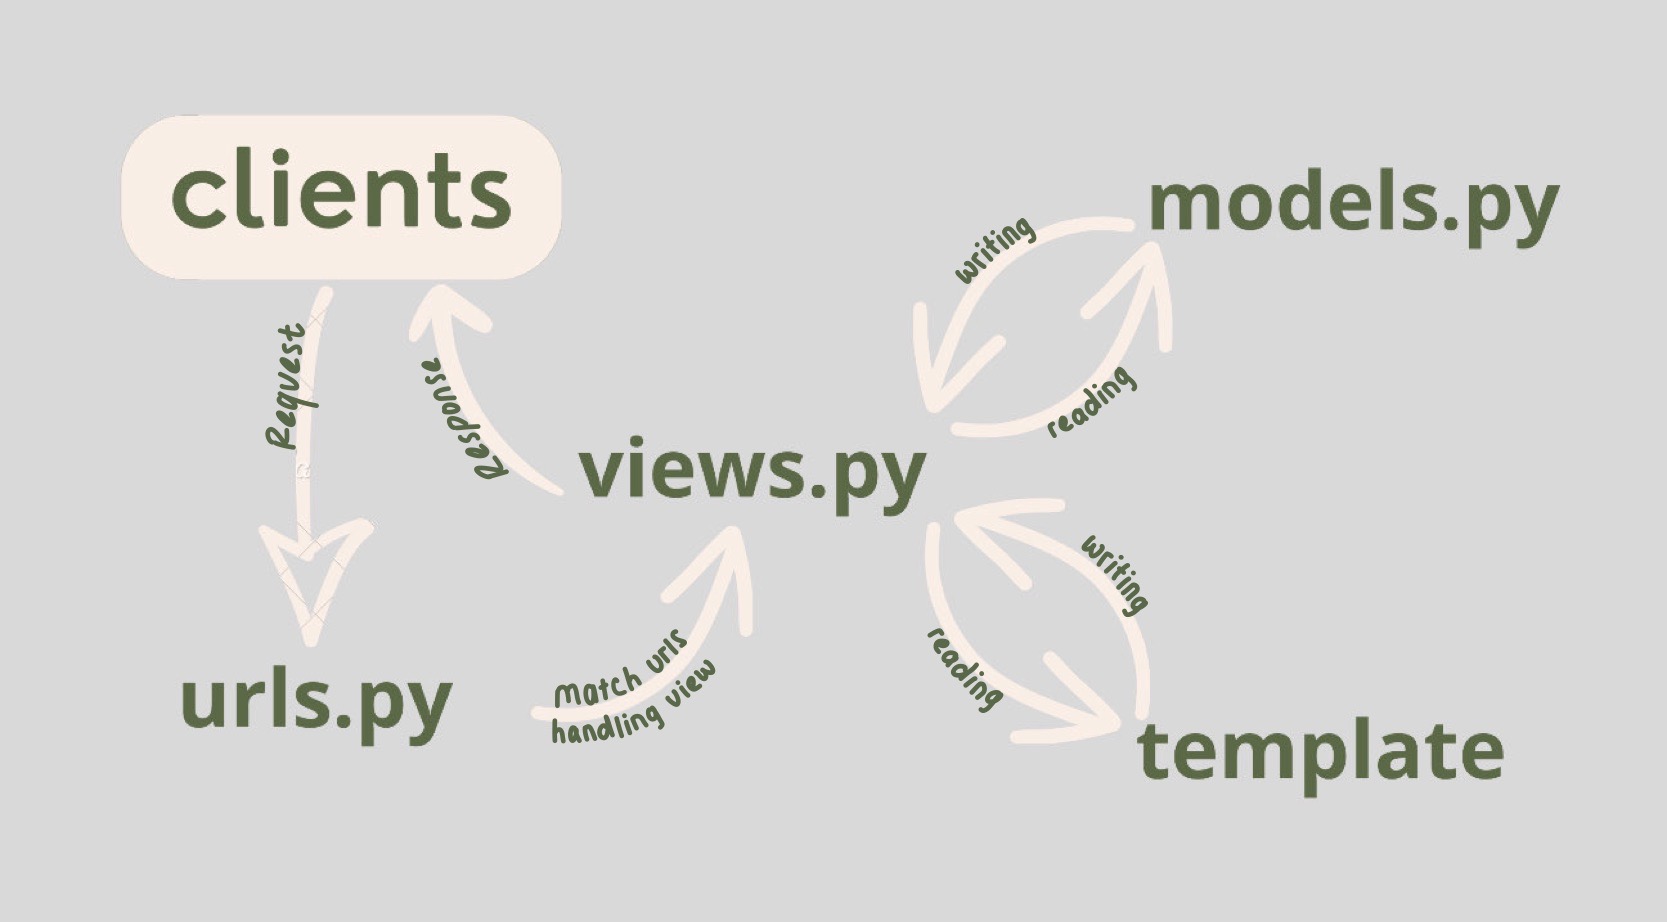 clients
Request
Response
urls.py
Match urls
handling view
views.py
writing
reading
models.py
writing
reading
template